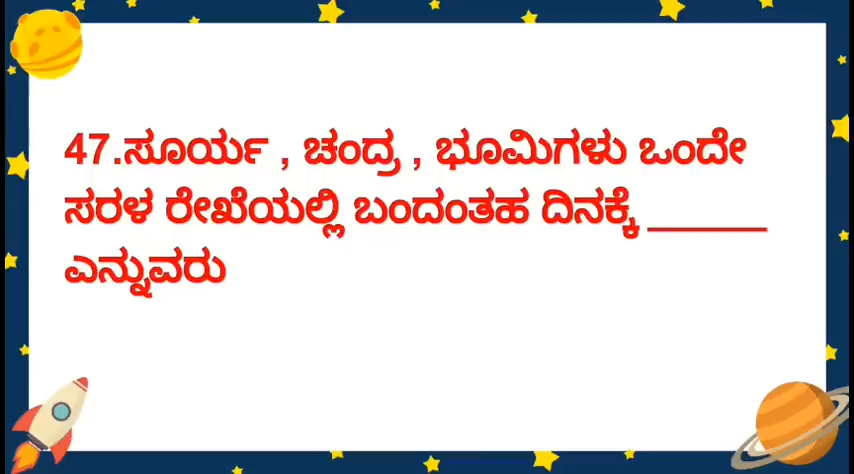 47.ಸೂರ್ಯ , ಚಂದ್ರ , ಭೂಮಿಗಳು ಒಂದೇ
ಸರಳ ರೇಖೆಯಲ್ಲಿ ಬಂದಂತಹ ದಿನಕ್ಕೆ ______
ಎನ್ನುವರು